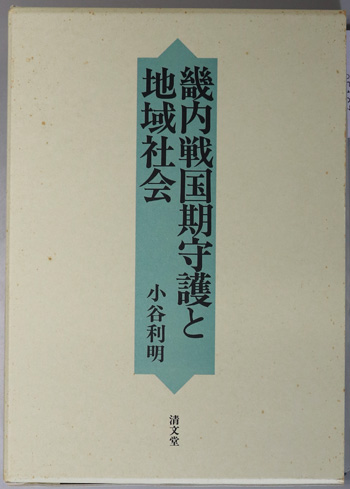 畿内戦国期守護と
地域社会
小谷利明
清文堂